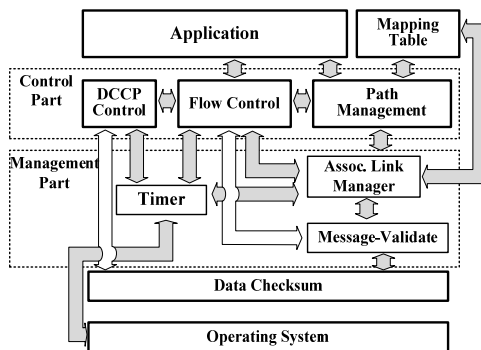 Application
Mapping
Table
Control
Part
DCCP
Control
Flow Control
Path
Management
Management
Part
Timer
Assoc. Link
Manager
Message-Validate
Data Checksum
Operating System